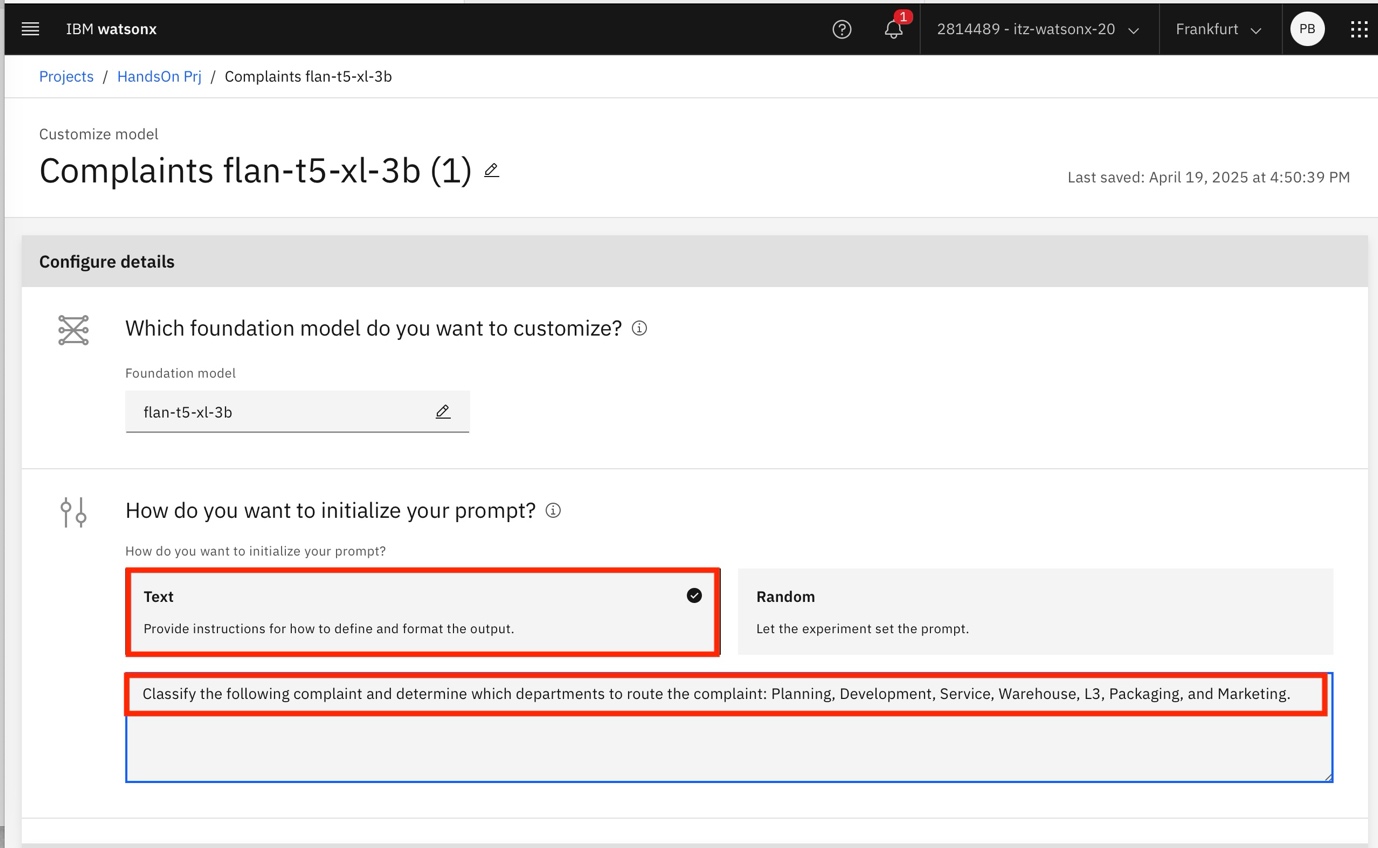 IBM watsonx
1
2814489 - itz-watsonx-20
Frankfurt
PB
Projects / HandsOn Prj / Complaints flan-t5-xl-3b
Customize model
Complaints flan-t5-xl-3b (1)
Last saved: April 19, 2025 at 4:50:39 PM
Configure details
Which foundation model do you want to customize?
Foundation model
flan-t5-xl-3b
How do you want to initialize your prompt?
How do you want to initialize your prompt?
Text
Provide instructions for how to define and format the output.
Random
Let the experiment set the prompt.
Classify the following complaint and determine which departments to route the complaint: Planning, Development, Service, Warehouse, L3, Packaging, and Marketing.